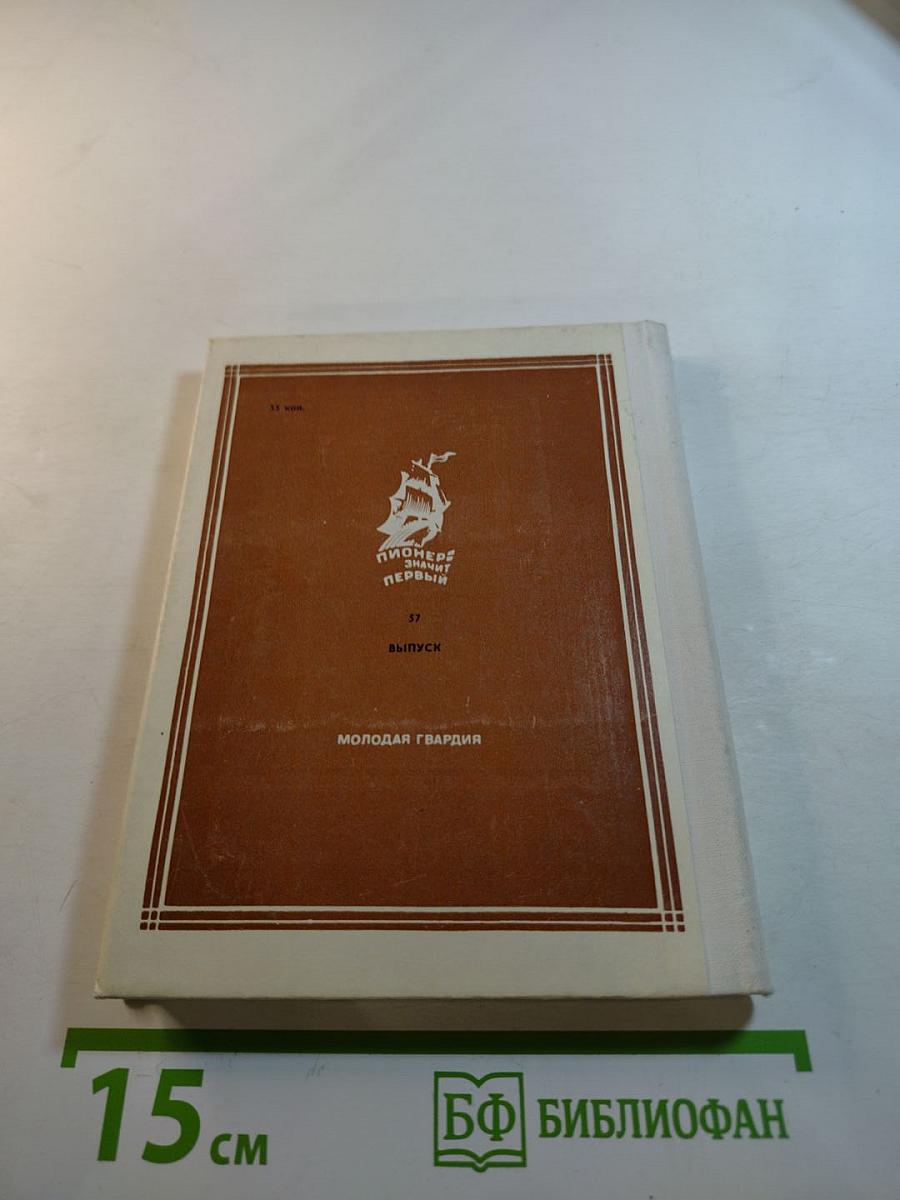 33 коп.
ПИОНЕР —
ЗНАЧИТ
ПЕРВЫЙ
57
ВЫПУСК
МОЛОДАЯ ГВАРДИЯ
15 см
БФ БИБЛИОФАН